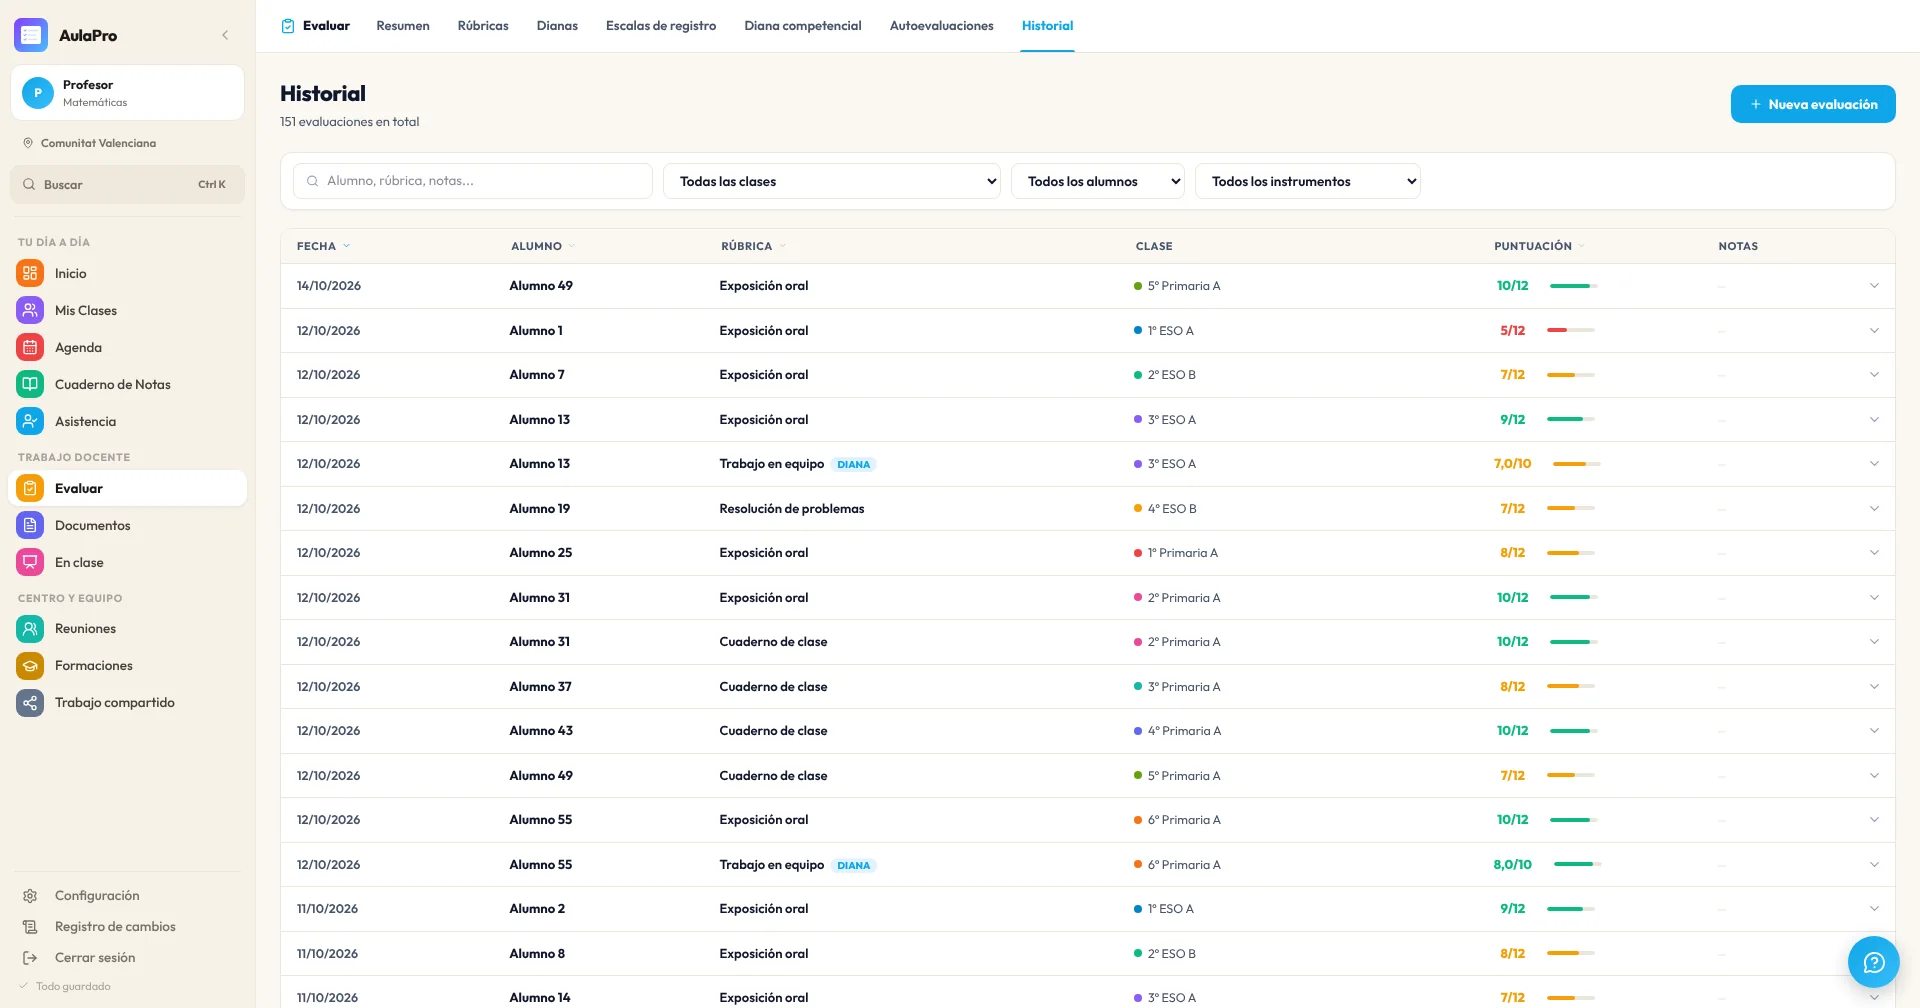 AulaPro
P
Profesor
Matemáticas
Comunitat Valenciana
Buscar Ctrl K
TU DÍA A DÍA
Inicio
Mis Clases
Agenda
Cuaderno de Notas
Asistencia
TRABAJO DOCENTE
Evaluar
Documentos
En clase
CENTRO Y EQUIPO
Reuniones
Formaciones
Trabajo compartido
Configuración
Registro de cambios
Cerrar sesión
Todo guardado
Evaluar Resumen Rúbricas Dianas Escalas de registro Diana competencial Autoevaluaciones Historial
Historial
151 evaluaciones en total
+ Nueva evaluación
Alumno, rúbrica, notas... Todas las clases Todos los alumnos Todos los instrumentos
FECHA ALUMNO RÚBRICA CLASE PUNTUACIÓN NOTAS
14/10/2026 Alumno 49 Exposición oral 5º Primaria A 10/12 —
12/10/2026 Alumno 1 Exposición oral 1º ESO A 5/12 —
12/10/2026 Alumno 7 Exposición oral 2º ESO B 7/12 —
12/10/2026 Alumno 13 Exposición oral 3º ESO A 9/12 —
12/10/2026 Alumno 13 Trabajo en equipo DIANA 3º ESO A 7,0/10 —
12/10/2026 Alumno 19 Resolución de problemas 4º ESO B 7/12 —
12/10/2026 Alumno 25 Exposición oral 1º Primaria A 8/12 —
12/10/2026 Alumno 31 Exposición oral 2º Primaria A 10/12 —
12/10/2026 Alumno 31 Cuaderno de clase 2º Primaria A 10/12 —
12/10/2026 Alumno 37 Cuaderno de clase 3º Primaria A 8/12 —
12/10/2026 Alumno 43 Cuaderno de clase 4º Primaria A 10/12 —
12/10/2026 Alumno 49 Cuaderno de clase 5º Primaria A 7/12 —
12/10/2026 Alumno 55 Exposición oral 6º Primaria A 10/12 —
12/10/2026 Alumno 55 Trabajo en equipo DIANA 6º Primaria A 8,0/10 —
11/10/2026 Alumno 2 Exposición oral 1º ESO A 9/12 —
11/10/2026 Alumno 8 Exposición oral 2º ESO B 8/12 —
11/10/2026 Alumno 14 Exposición oral 3º ESO A 7/12 —